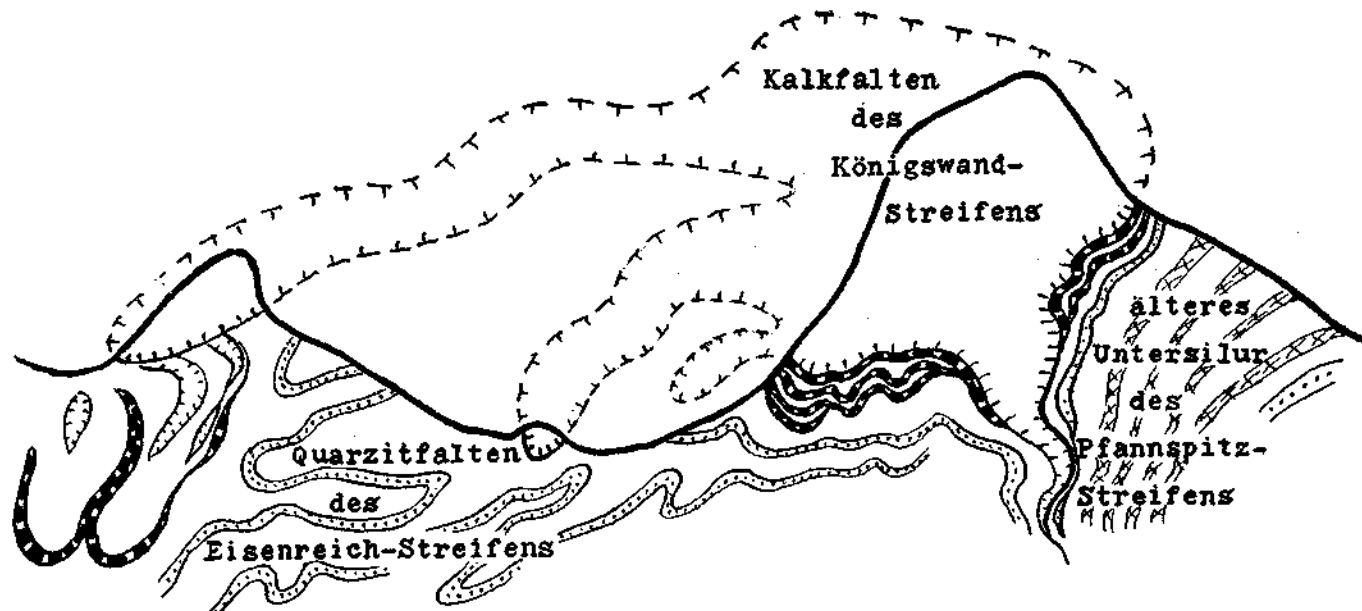 Kalkfalten
des
Königswand-
Streifens
älteres
Untersilur
des
Pfannspitz-
Streifens
Quarzitfalten
des
Eisenreich-Streifens